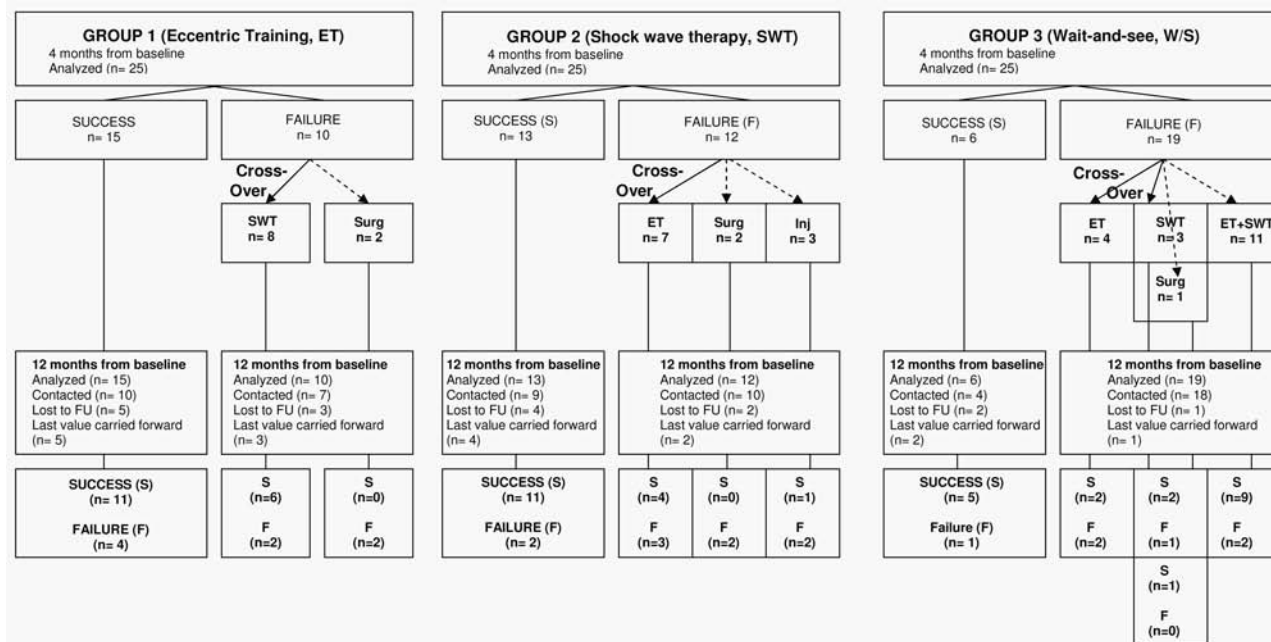 GROUP 1 (Eccentric Training, ET)
4 months from baseline
Analyzed (n= 25)
SUCCESS
n= 15
FAILURE
n= 10
Cross-
Over
SWT
n= 8
Surg
n= 2
12 months from baseline
Analyzed (n= 15)
Contacted (n= 10)
Lost to FU (n= 5)
Last value carried forward
(n= 5)
12 months from baseline
Analyzed (n= 10)
Contacted (n= 7)
Lost to FU (n= 3)
Last value carried forward
(n= 3)
SUCCESS (S)
(n= 11)
FAILURE (F)
(n= 4)
S
(n=6)
F
(n=2)
S
(n=0)
F
(n=2)
GROUP 2 (Shock wave therapy, SWT)
4 months from baseline
Analyzed (n= 25)
SUCCESS (S)
n= 13
FAILURE (F)
n= 12
Cross-
Over
ET
n= 7
Surg
n= 2
Inj
n= 3
12 months from baseline
Analyzed (n= 13)
Contacted (n= 9)
Lost to FU (n= 4)
Last value carried forward
(n= 4)
12 months from baseline
Analyzed (n= 12)
Contacted (n= 10)
Lost to FU (n= 2)
Last value carried forward
(n= 2)
SUCCESS (S)
(n= 11)
FAILURE (F)
(n= 2)
S
(n=4)
F
(n=3)
S
(n=0)
F
(n=2)
S
(n=1)
F
(n=2)
GROUP 3 (Wait-and-see, W/S)
4 months from baseline
Analyzed (n= 25)
SUCCESS (S)
n= 6
FAILURE (F)
n= 19
Cross-
Over
ET
n= 4
SWT
n= 3
ET+SWT
n= 11
Surg
n= 1
12 months from baseline
Analyzed (n= 6)
Contacted (n= 4)
Lost to FU (n= 2)
Last value carried forward
(n= 2)
12 months from baseline
Analyzed (n= 19)
Contacted (n= 18)
Lost to FU (n= 1)
Last value carried forward
(n= 1)
SUCCESS (S)
(n= 5)
Failure (F)
(n= 1)
S
(n=2)
F
(n=2)
S
(n=2)
F
(n=1)
S
(n=9)
F
(n=2)
S
(n=1)
F
(n=0)